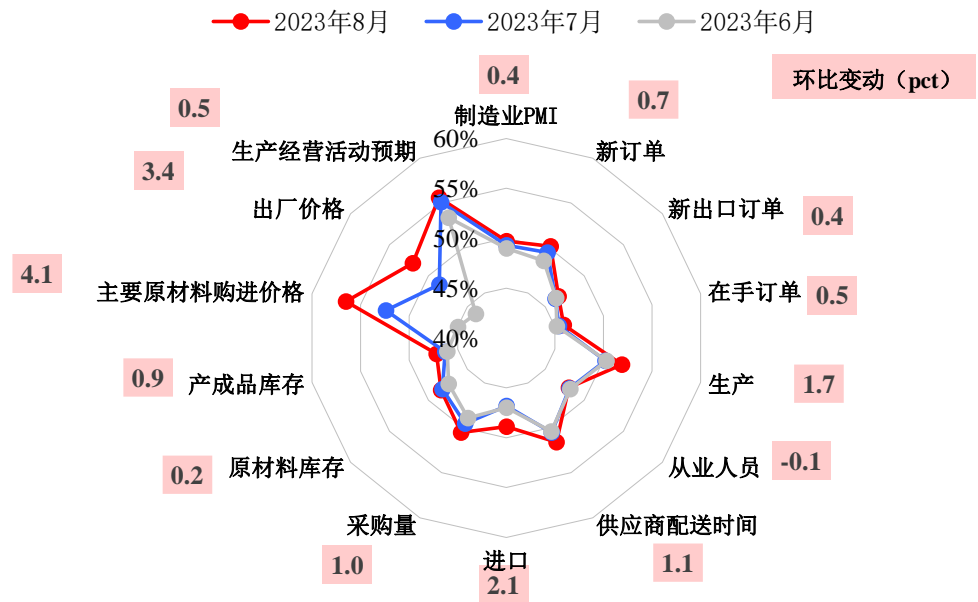 2023年8月 2023年7月 2023年6月
环比变动（pct）
0.4
制造业PMI
0.7
新订单
0.4
新出口订单
0.5
在手订单
1.7
生产
-0.1
从业人员
1.1
供应商配送时间
进口
2.1
采购量
1.0
原材料库存
0.2
产成品库存
0.9
主要原材料购进价格
4.1
出厂价格
3.4
生产经营活动预期
0.5
60%
55%
50%
45%
40%